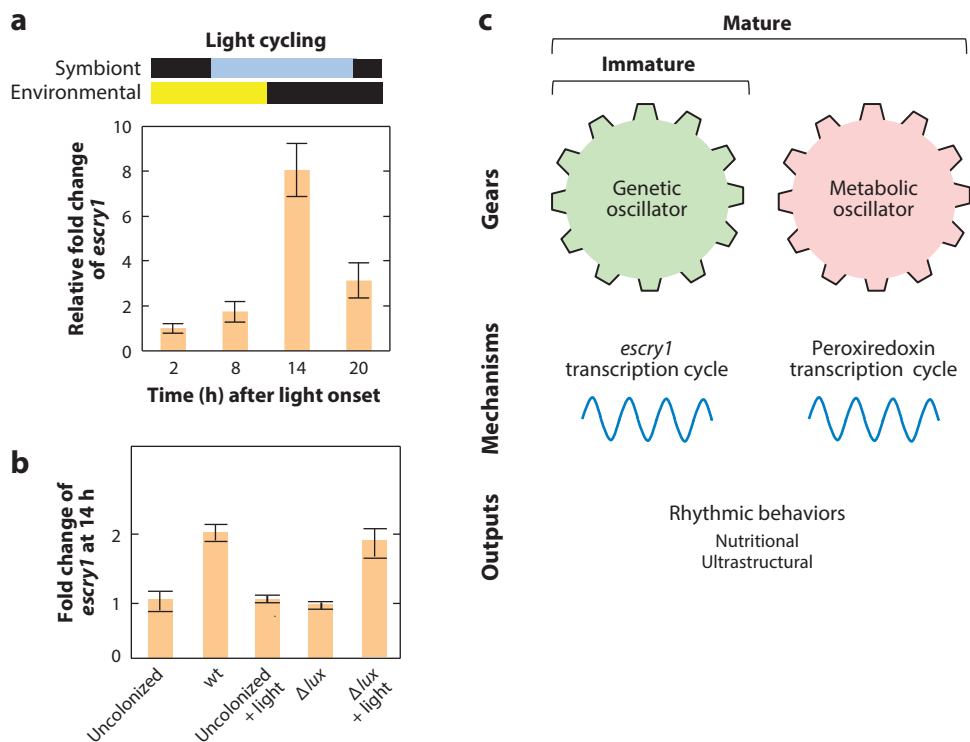 a
Light cycling
Symbiont
Environmental
Relative fold change
of escry1
10
8
6
4
2
0
2 8 14 20
Time (h) after light onset
b
Fold change of
escry1 at 14 h
2
1
0
Uncolonized
wt
Uncolonized
+ light
Δlux
Δlux
+ light
c
Mature
Immature
Gears
Genetic
oscillator
Metabolic
oscillator
Mechanisms
escry1
transcription cycle
Peroxiredoxin
transcription cycle
Outputs
Rhythmic behaviors
Nutritional
Ultrastructural